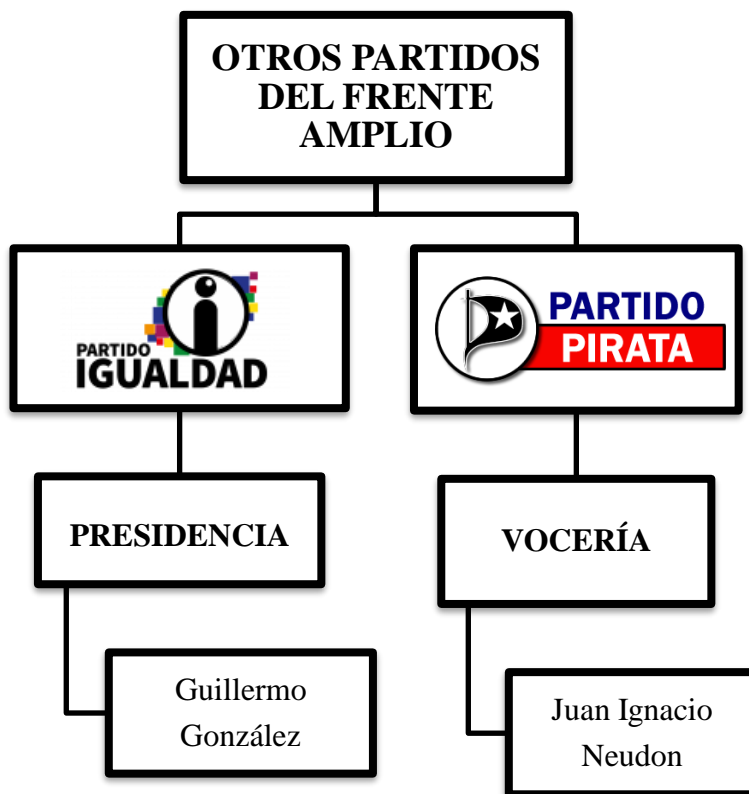 OTROS PARTIDOS
DEL FRENTE
AMPLIO
PARTIDO
IGUALDAD
PARTIDO
PIRATA
PRESIDENCIA
VOCERÍA
Guillermo
González
Juan Ignacio
Neudon